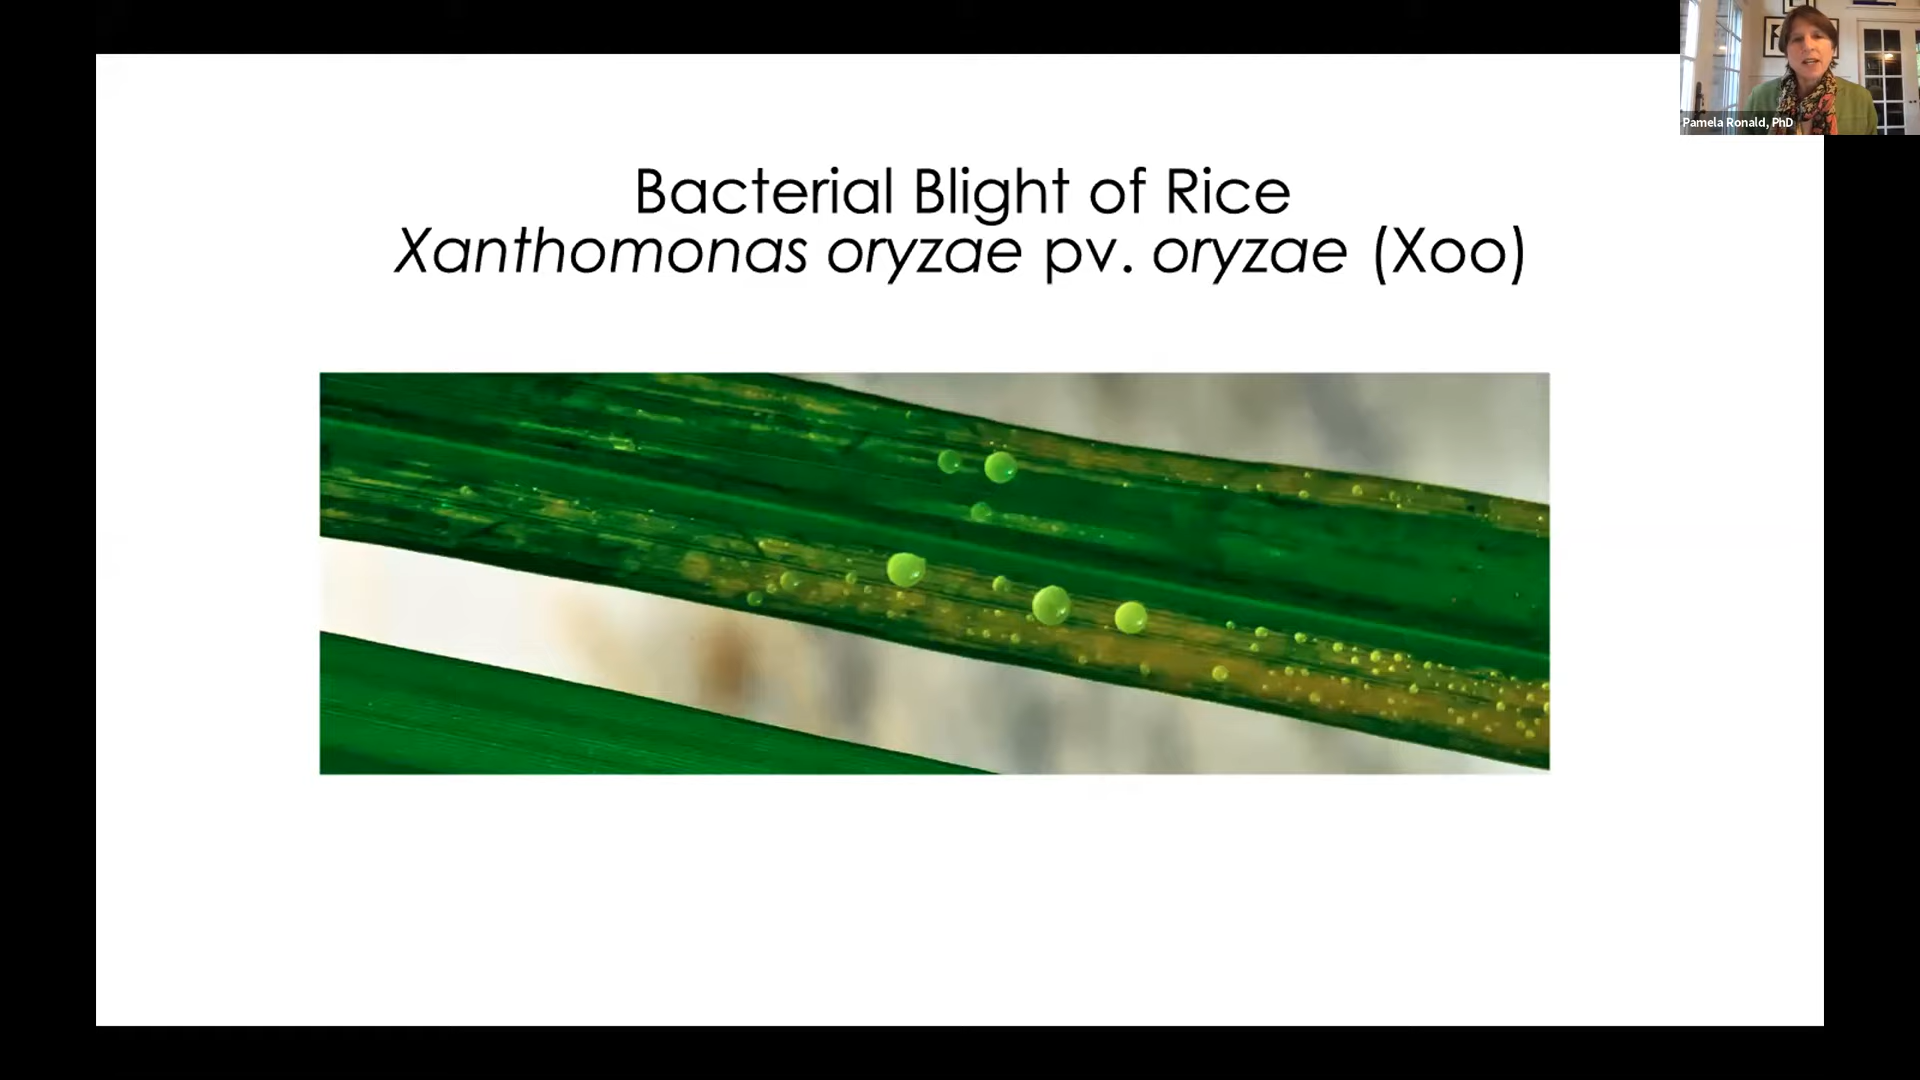 Pamela Ronald, PhD
Bacterial Blight of Rice
Xanthomonas oryzae pv. oryzae (Xoo)